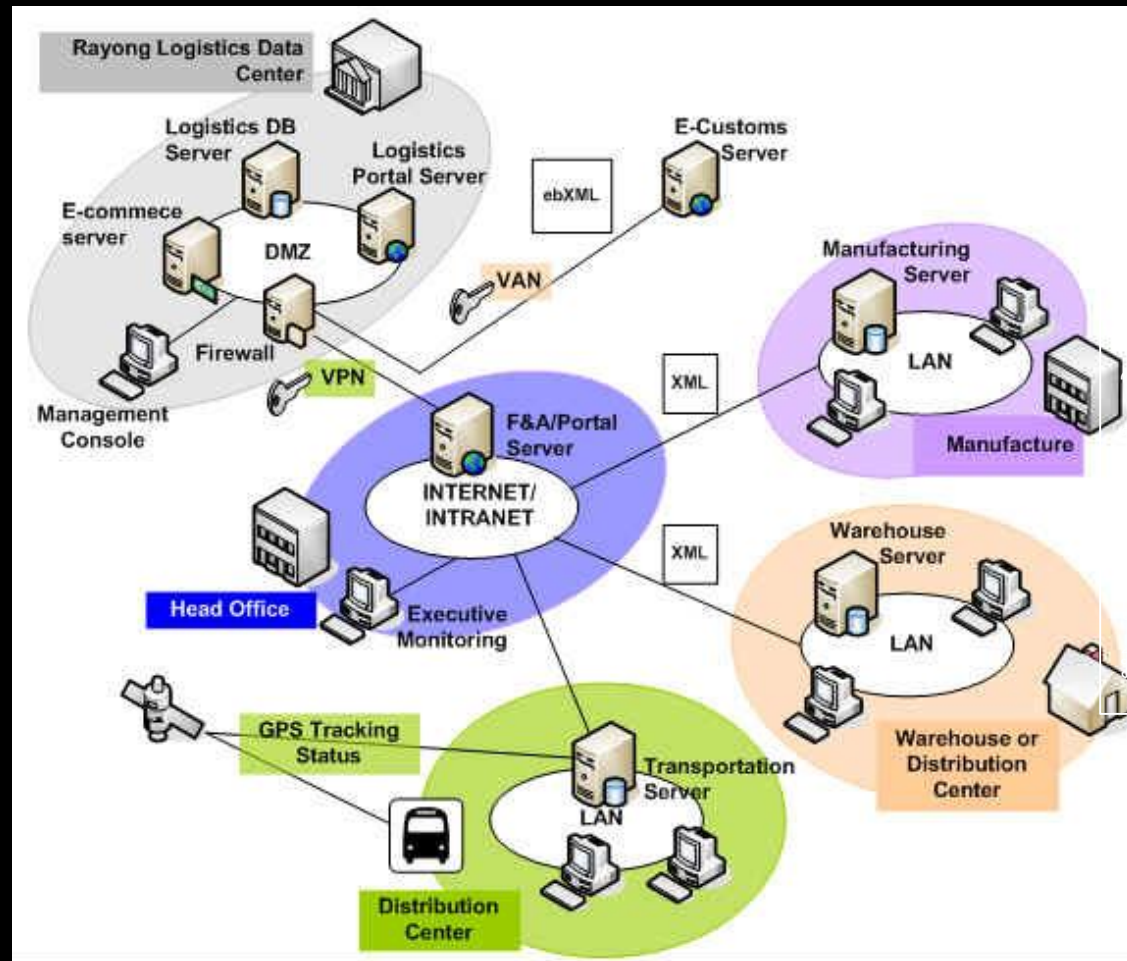 Rayong Logistics Data
Center
Logistics DB
Server
Logistics
Portal Server
E-commece
server
DMZ
Firewall
Management
Console
E-Customs
Server
ebXML
VAN
VPN
Manufacturing
Server
LAN
Manufacture
XML
F&A/Portal
Server
INTERNET/
INTRANET
Head Office
Executive
Monitoring
XML
Warehouse
Server
LAN
Warehouse or
Distribution
Center
GPS Tracking
Status
Transportation
Server
LAN
Distribution
Center